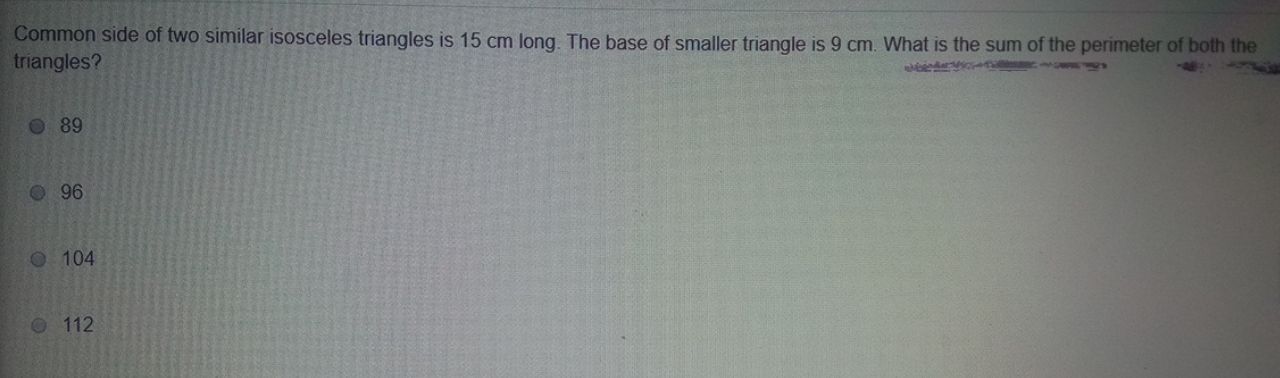 Common side of two similar isosceles triangles is 15 cm long. The base of smaller triangle is 9 cm. What is the sum of the perimeter of both the
triangles?
89
96
104
112